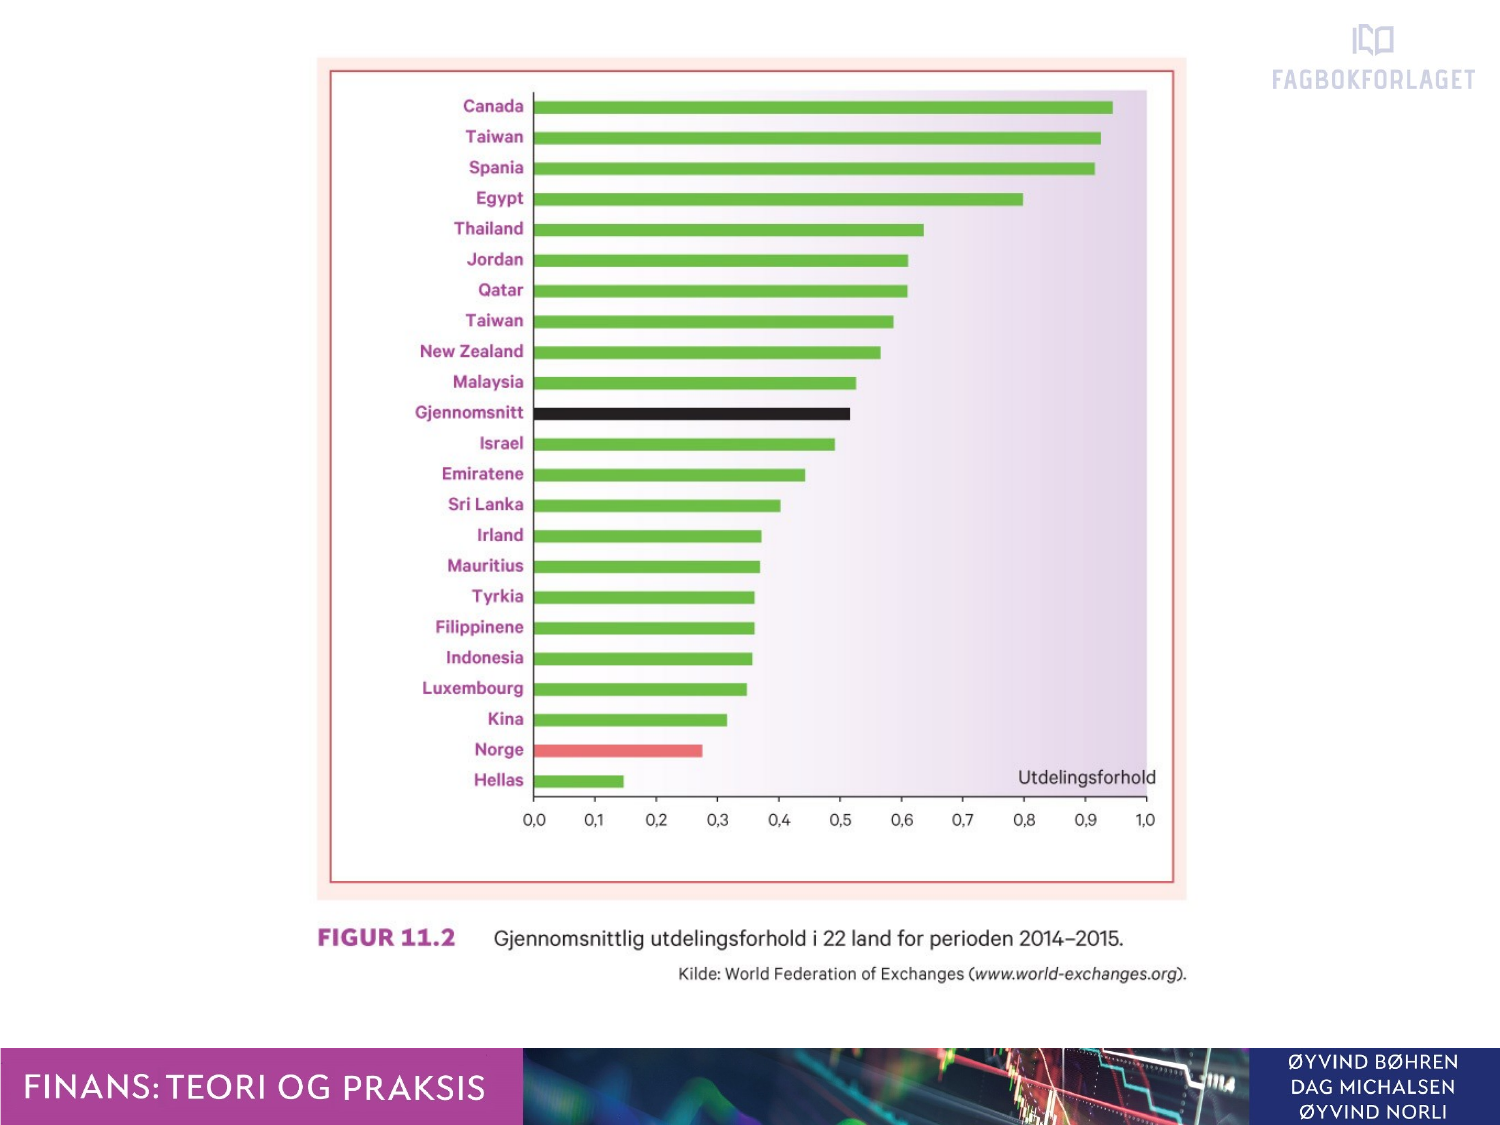 FAGBOKFORLAGET
Canada
Taiwan
Spania
Egypt
Thailand
Jordan
Qatar
Taiwan
New Zealand
Malaysia
Gjennomsnitt
Israel
Emiratene
Sri Lanka
Irland
Mauritius
Tyrkia
Filippinene
Indonesia
Luxembourg
Kina
Norge
Hellas
Utdelingsforhold
0,0 0,1 0,2 0,3 0,4 0,5 0,6 0,7 0,8 0,9 1,0
FIGUR 11.2 Gjennomsnittlig utdelingsforhold i 22 land for perioden 2014–2015.
Kilde: World Federation of Exchanges (www.world-exchanges.org).
FINANS: TEORI OG PRAKSIS
ØYVIND BØHREN
DAG MICHALSEN
ØYVIND NORLI